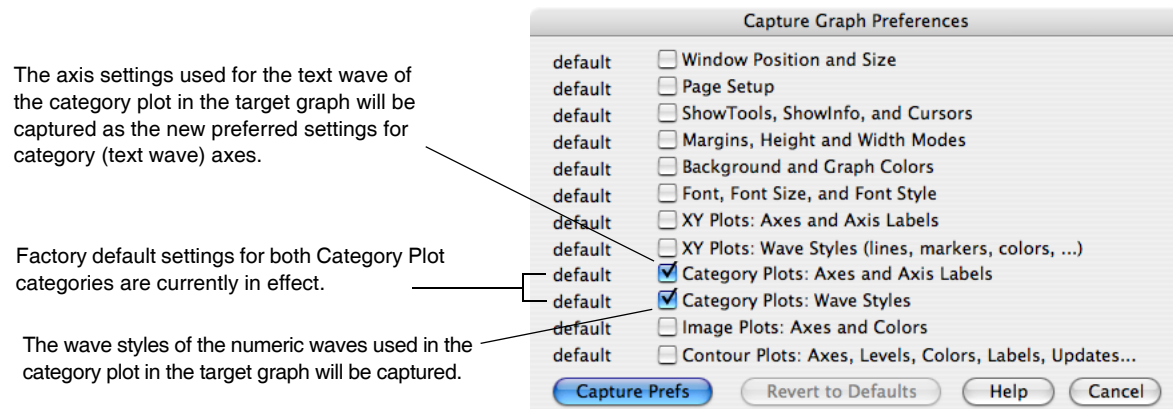 Capture Graph Preferences
The axis settings used for the text wave of
the category plot in the target graph will be
captured as the new preferred settings for
category (text wave) axes.
Factory default settings for both Category Plot
categories are currently in effect.
The wave styles of the numeric waves used in the
category plot in the target graph will be captured.
default Window Position and Size
default Page Setup
default ShowTools, ShowInfo, and Cursors
default Margins, Height and Width Modes
default Background and Graph Colors
default Font, Font Size, and Font Style
default XY Plots: Axes and Axis Labels
default XY Plots: Wave Styles (lines, markers, colors, ...)
default Category Plots: Axes and Axis Labels
default Category Plots: Wave Styles
default Image Plots: Axes and Colors
default Contour Plots: Axes, Levels, Colors, Labels, Updates...
Capture Prefs Revert to Defaults Help Cancel